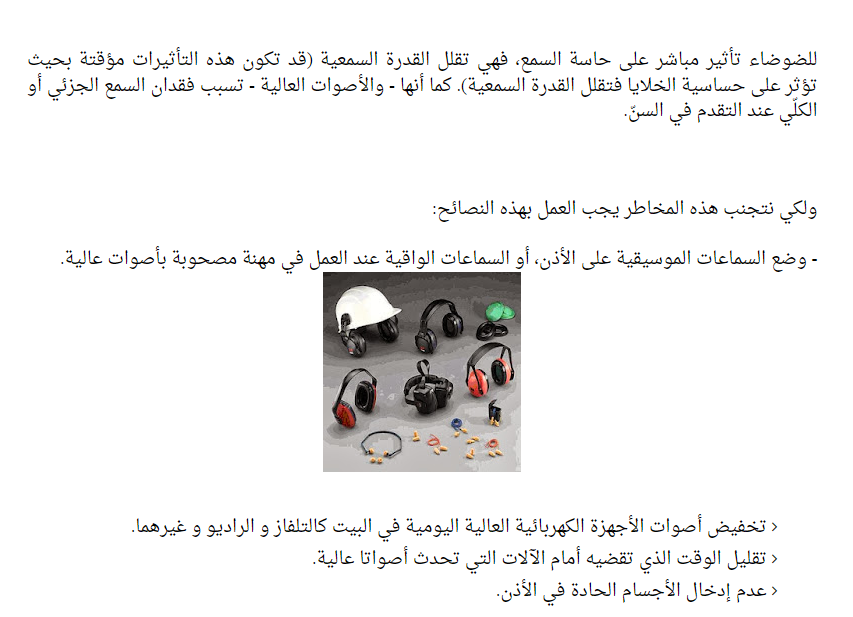 للضوضاء تأثير مباشر على حاسة السمع، فهي تقلل القدرة السمعية (قد تكون هذه التأثيرات مؤقتة بحيث
تؤثر على حساسية الخلايا فتقلل القدرة السمعية). كما أنها - والأصوات العالية - تسبب فقدان السمع الجزئي أو
الكلّي عند التقدم في السنّ.
ولكي نتجنب هذه المخاطر يجب العمل بهذه النصائح:
- وضع السماعات الموسيقية على الأذن، أو السماعات الواقية عند العمل في مهنة مصحوبة بأصوات عالية.
› تخفيض أصوات الأجهزة الكهربائية العالية اليومية في البيت كالتلفاز و الراديو و غيرهما.
› تقليل الوقت الذي تقضيه أمام الآلات التي تحدث أصواتا عالية.
› عدم إدخال الأجسام الحادة في الأذن.